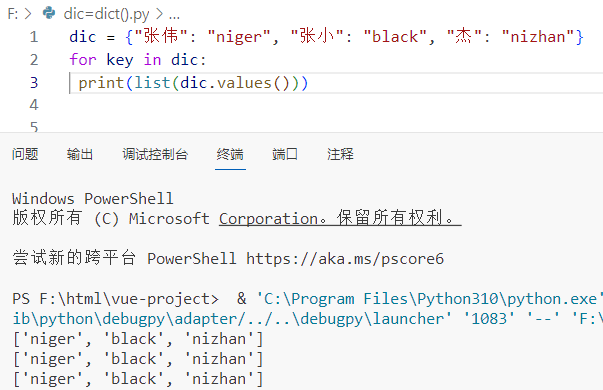 F: > dic=dict().py > ...
1 dic = {"张伟": "niger", "张小": "black", "杰": "nizhan"}
2 for key in dic:
3 print(list(dic.values()))
4
5
问题 输出 调试控制台 终端 端口 注释
Windows PowerShell
版权所有 (C) Microsoft Corporation。保留所有权利。
尝试新的跨平台 PowerShell https://aka.ms/pscore6
PS F:\html\vue-project> & 'C:\Program Files\Python310\python.exe'
ib\python\debugpy\adapter/../..\debugpy\launcher' '1083' '--' 'F:\
['niger', 'black', 'nizhan']
['niger', 'black', 'nizhan']
['niger', 'black', 'nizhan']